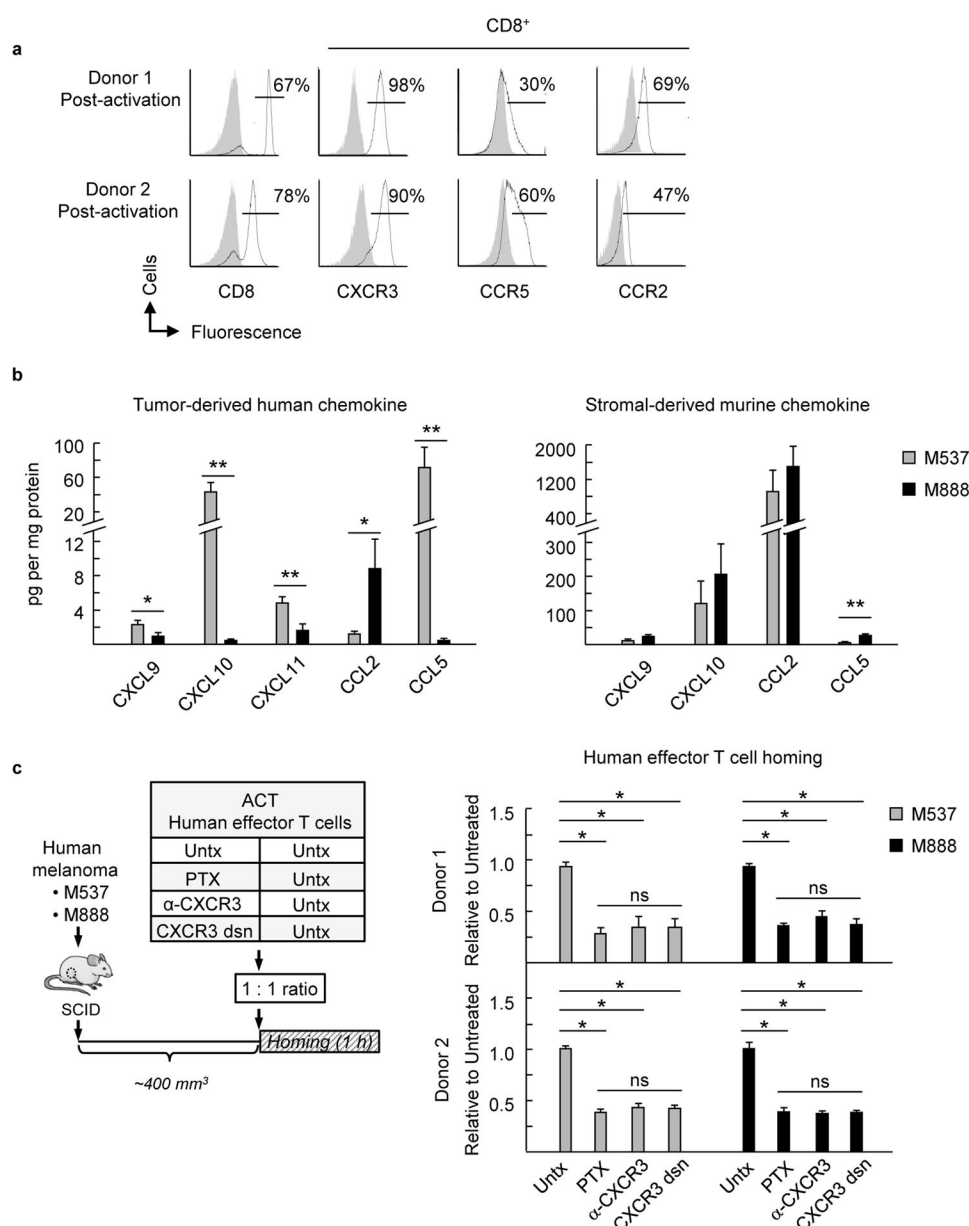 a
CD8+
Donor 1
Post-activation
67%
98%
30%
69%
Donor 2
Post-activation
78%
90%
60%
47%
Cells
CD8
CXCR3
CCR5
CCR2
Fluorescence
b
Tumor-derived human chemokine
Stromal-derived murine chemokine
pg per mg protein
100
80
60
40
20
12
8
4
*
**
**
*
**
CXCL9
CXCL10
CXCL11
CCL2
CCL5
2000
1200
400
300
200
100
**
CXCL9
CXCL10
CCL2
CCL5
M537
M888
c
Human effector T cell homing
ACT
Human effector T cells
Untx Untx
PTX Untx
α-CXCR3 Untx
CXCR3 dsn Untx
Human
melanoma
• M537
• M888
SCID
1 : 1 ratio
Homing (1 h)
~400 mm³
Donor 1
Relative to Untreated
1.5
1.0
0.5
*
*
*
ns
*
*
*
ns
M537
M888
Donor 2
Relative to Untreated
1.5
1.0
0.5
*
*
*
ns
*
*
*
ns
Untx
PTX
α-CXCR3
CXCR3 dsn
Untx
PTX
α-CXCR3
CXCR3 dsn